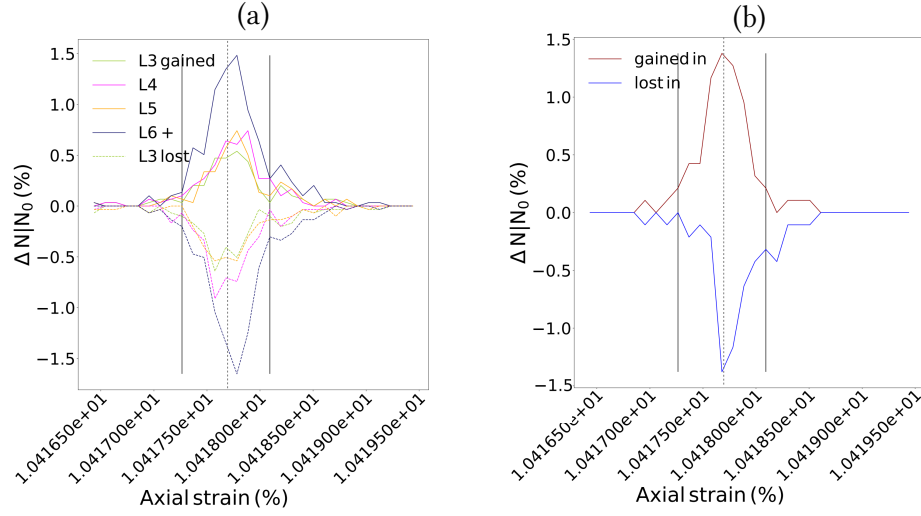 (a)
1.5
1.0
0.5
0.0
−0.5
−1.0
−1.5
Δ N|N₀ (%)
L3 gained
L4
L5
L6 +
L3 lost
1.041650e+01
1.041700e+01
1.041750e+01
1.041800e+01
1.041850e+01
1.041900e+01
1.041950e+01
Axial strain (%)
(b)
1.5
1.0
0.5
0.0
−0.5
−1.0
−1.5
Δ N|N₀ (%)
gained in
lost in
1.041650e+01
1.041700e+01
1.041750e+01
1.041800e+01
1.041850e+01
1.041900e+01
1.041950e+01
Axial strain (%)